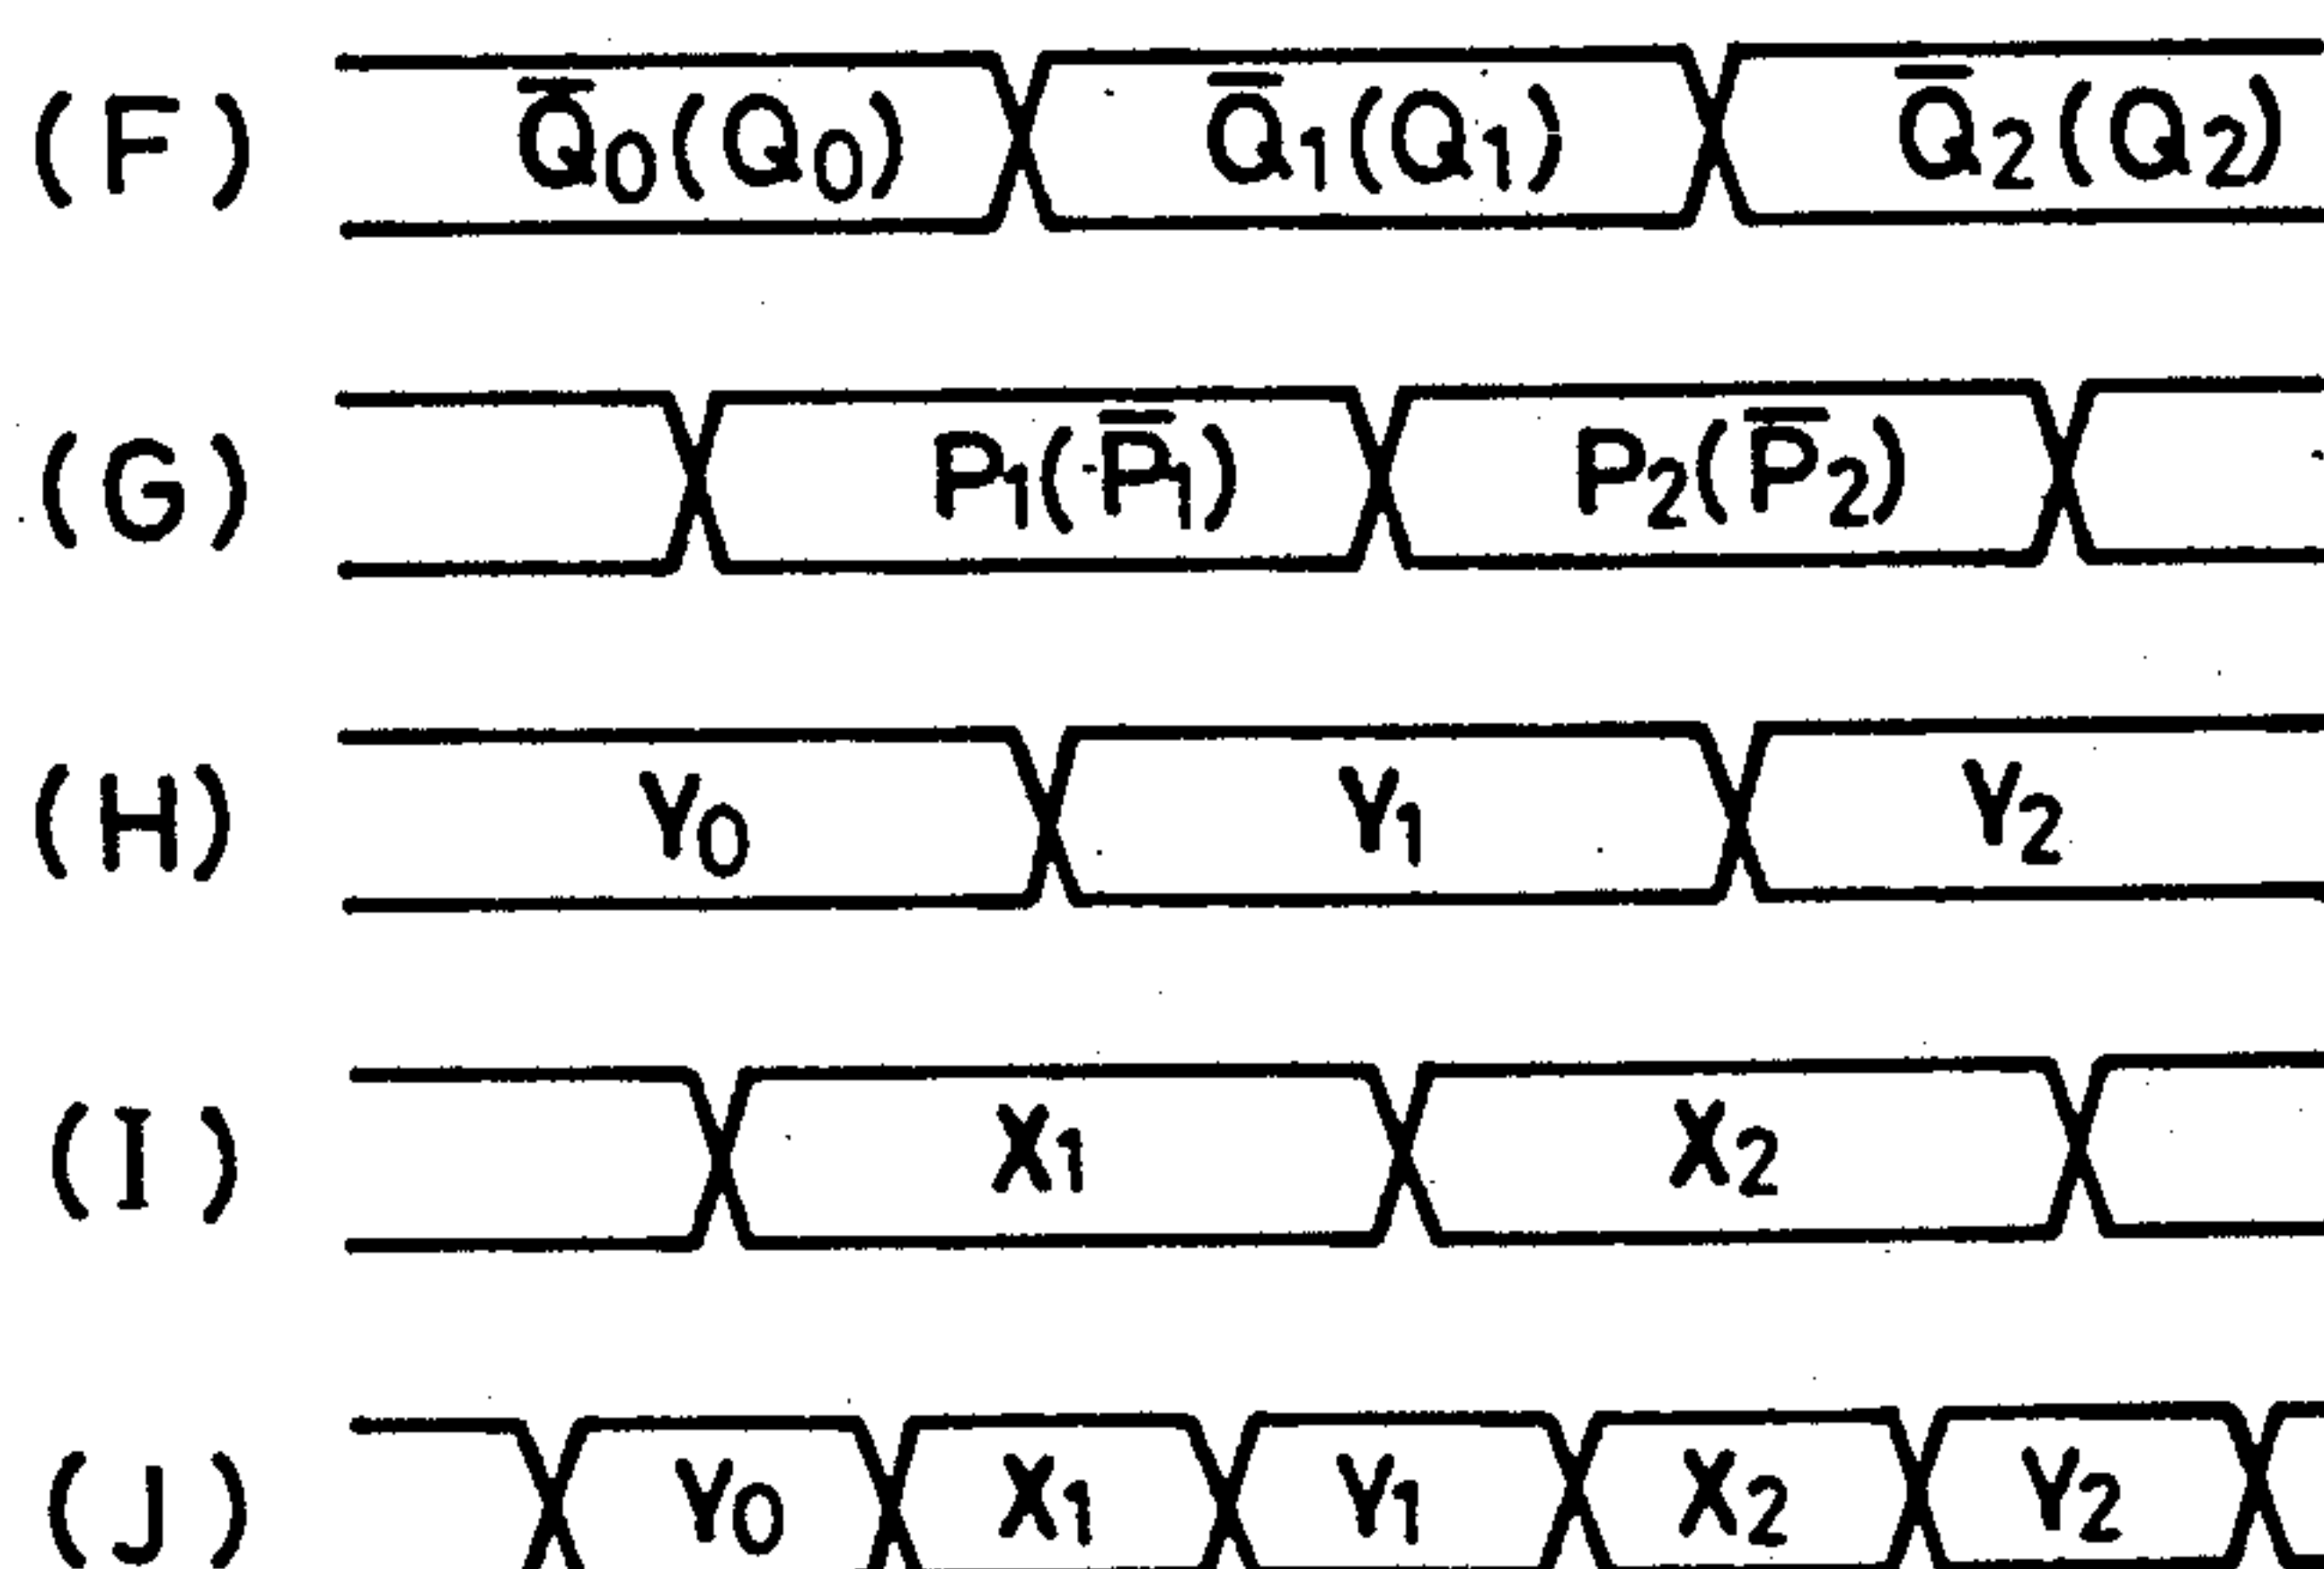 (F) Q̅0(Q0) Q̅1(Q1) Q̅2(Q2)
(G) P1(P̅1) P2(P̅2)
(H) Y0 Y1 Y2
(I) X1 X2
(J) Y0 X1 Y1 X2 Y2